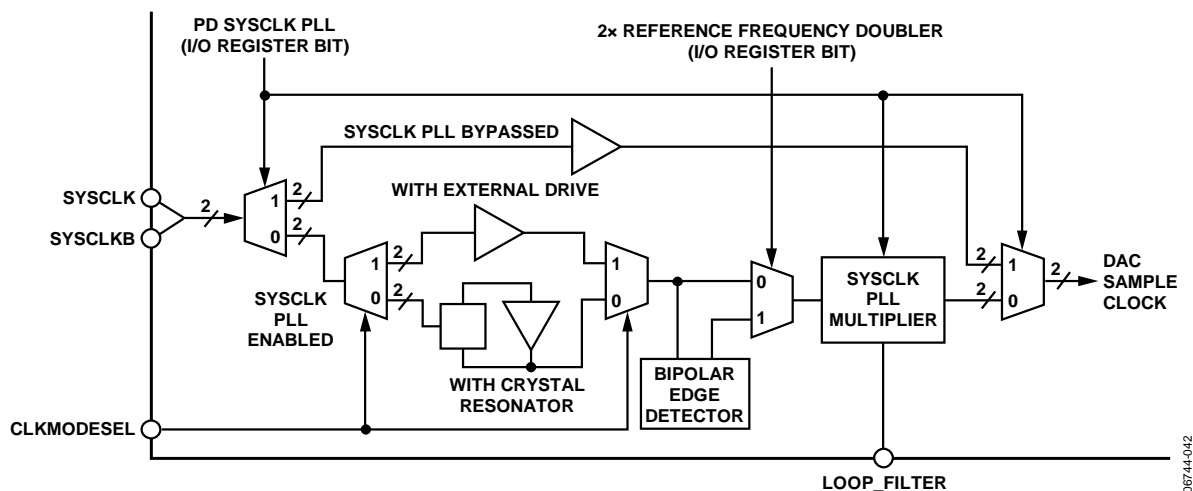 PD SYSCLK PLL
(I/O REGISTER BIT)
2× REFERENCE FREQUENCY DOUBLER
(I/O REGISTER BIT)
SYSCLK PLL BYPASSED
WITH EXTERNAL DRIVE
SYSCLK
SYSCLKB
2
1
0
2
2
SYSCLK
PLL
ENABLED
1
0
2
2
WITH CRYSTAL
RESONATOR
1
0
BIPOLAR
EDGE
DETECTOR
0
1
SYSCLK
PLL
MULTIPLIER
2
2
1
0
2
DAC
SAMPLE
CLOCK
CLKMODESEL
LOOP_FILTER
06744-042